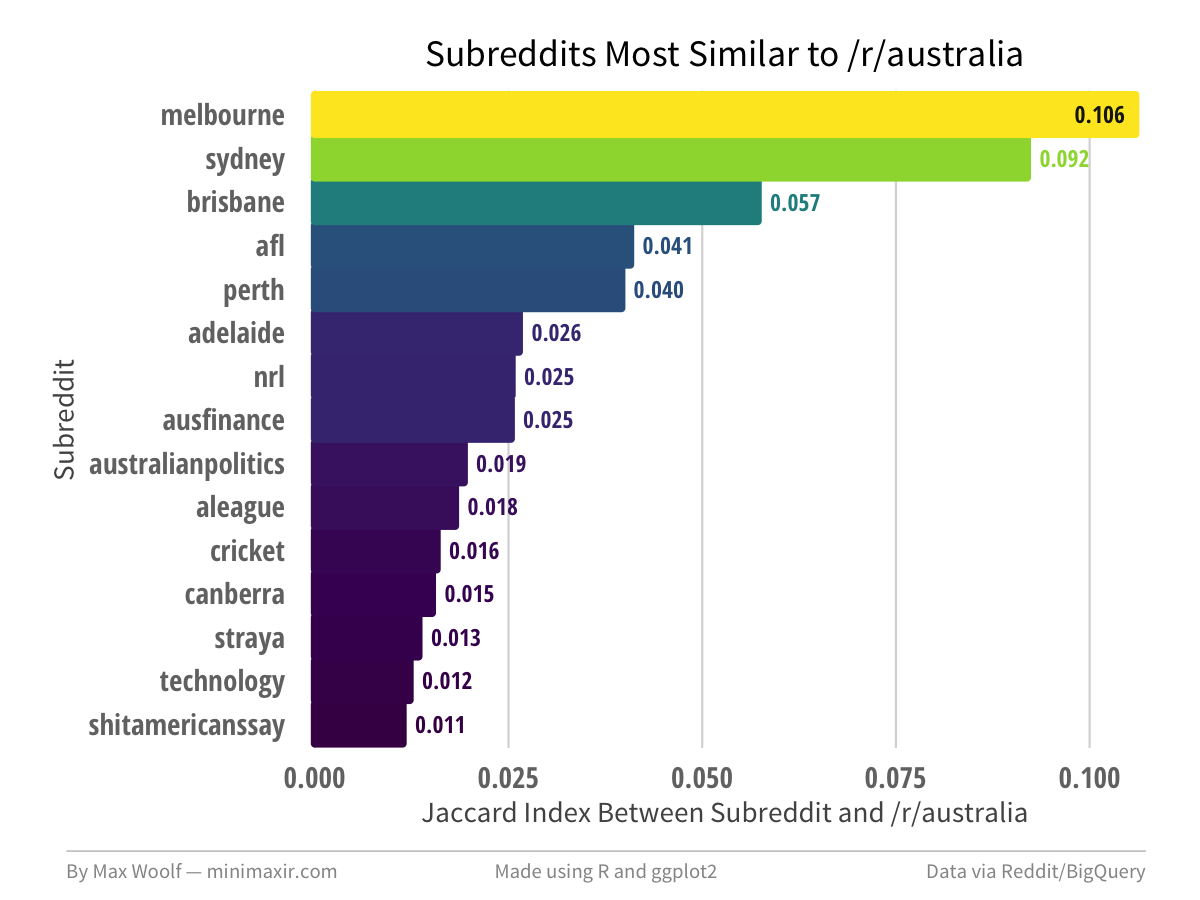 Subreddits Most Similar to /r/australia
melbourne 0.106
sydney 0.092
brisbane 0.057
afl 0.041
perth 0.040
adelaide 0.026
nrl 0.025
ausfinance 0.025
australianpolitics 0.019
aleague 0.018
cricket 0.016
canberra 0.015
straya 0.013
technology 0.012
shitamericanssay 0.011
Subreddit
0.000 0.025 0.050 0.075 0.100
Jaccard Index Between Subreddit and /r/australia
By Max Woolf — minimaxir.com Made using R and ggplot2 Data via Reddit/BigQuery